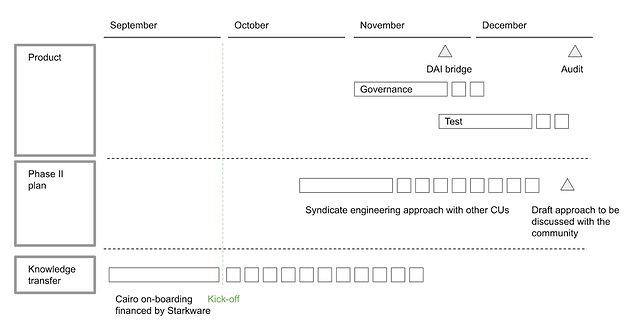 September
October
November
December
Product
DAI bridge
Audit
Governance
Test
Phase II
plan
Syndicate engineering approach with other CUs
Draft approach to be
discussed with the
community
Knowledge
transfer
Cairo on-boarding
financed by Starkware
Kick-off